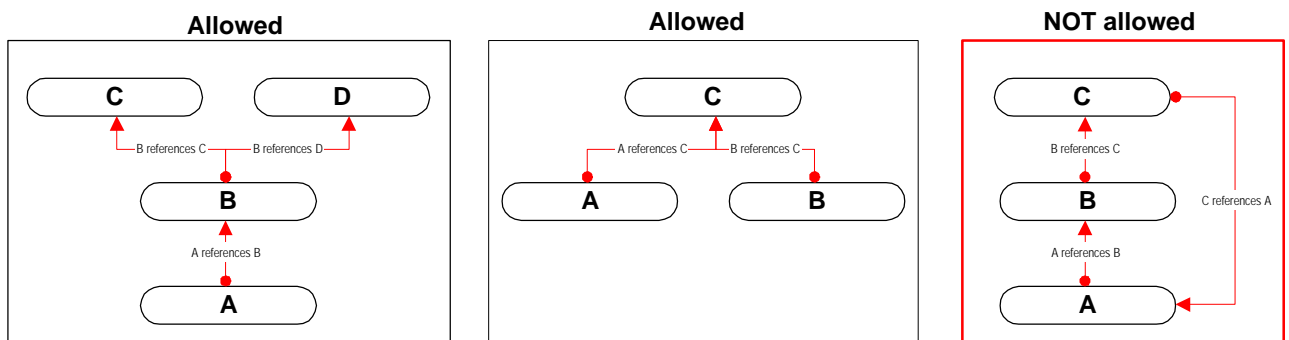 Allowed
C
D
B references C
B references D
B
A references B
A
Allowed
C
A references C
B references C
A
B
NOT allowed
C
B references C
B
C references A
A references B
A